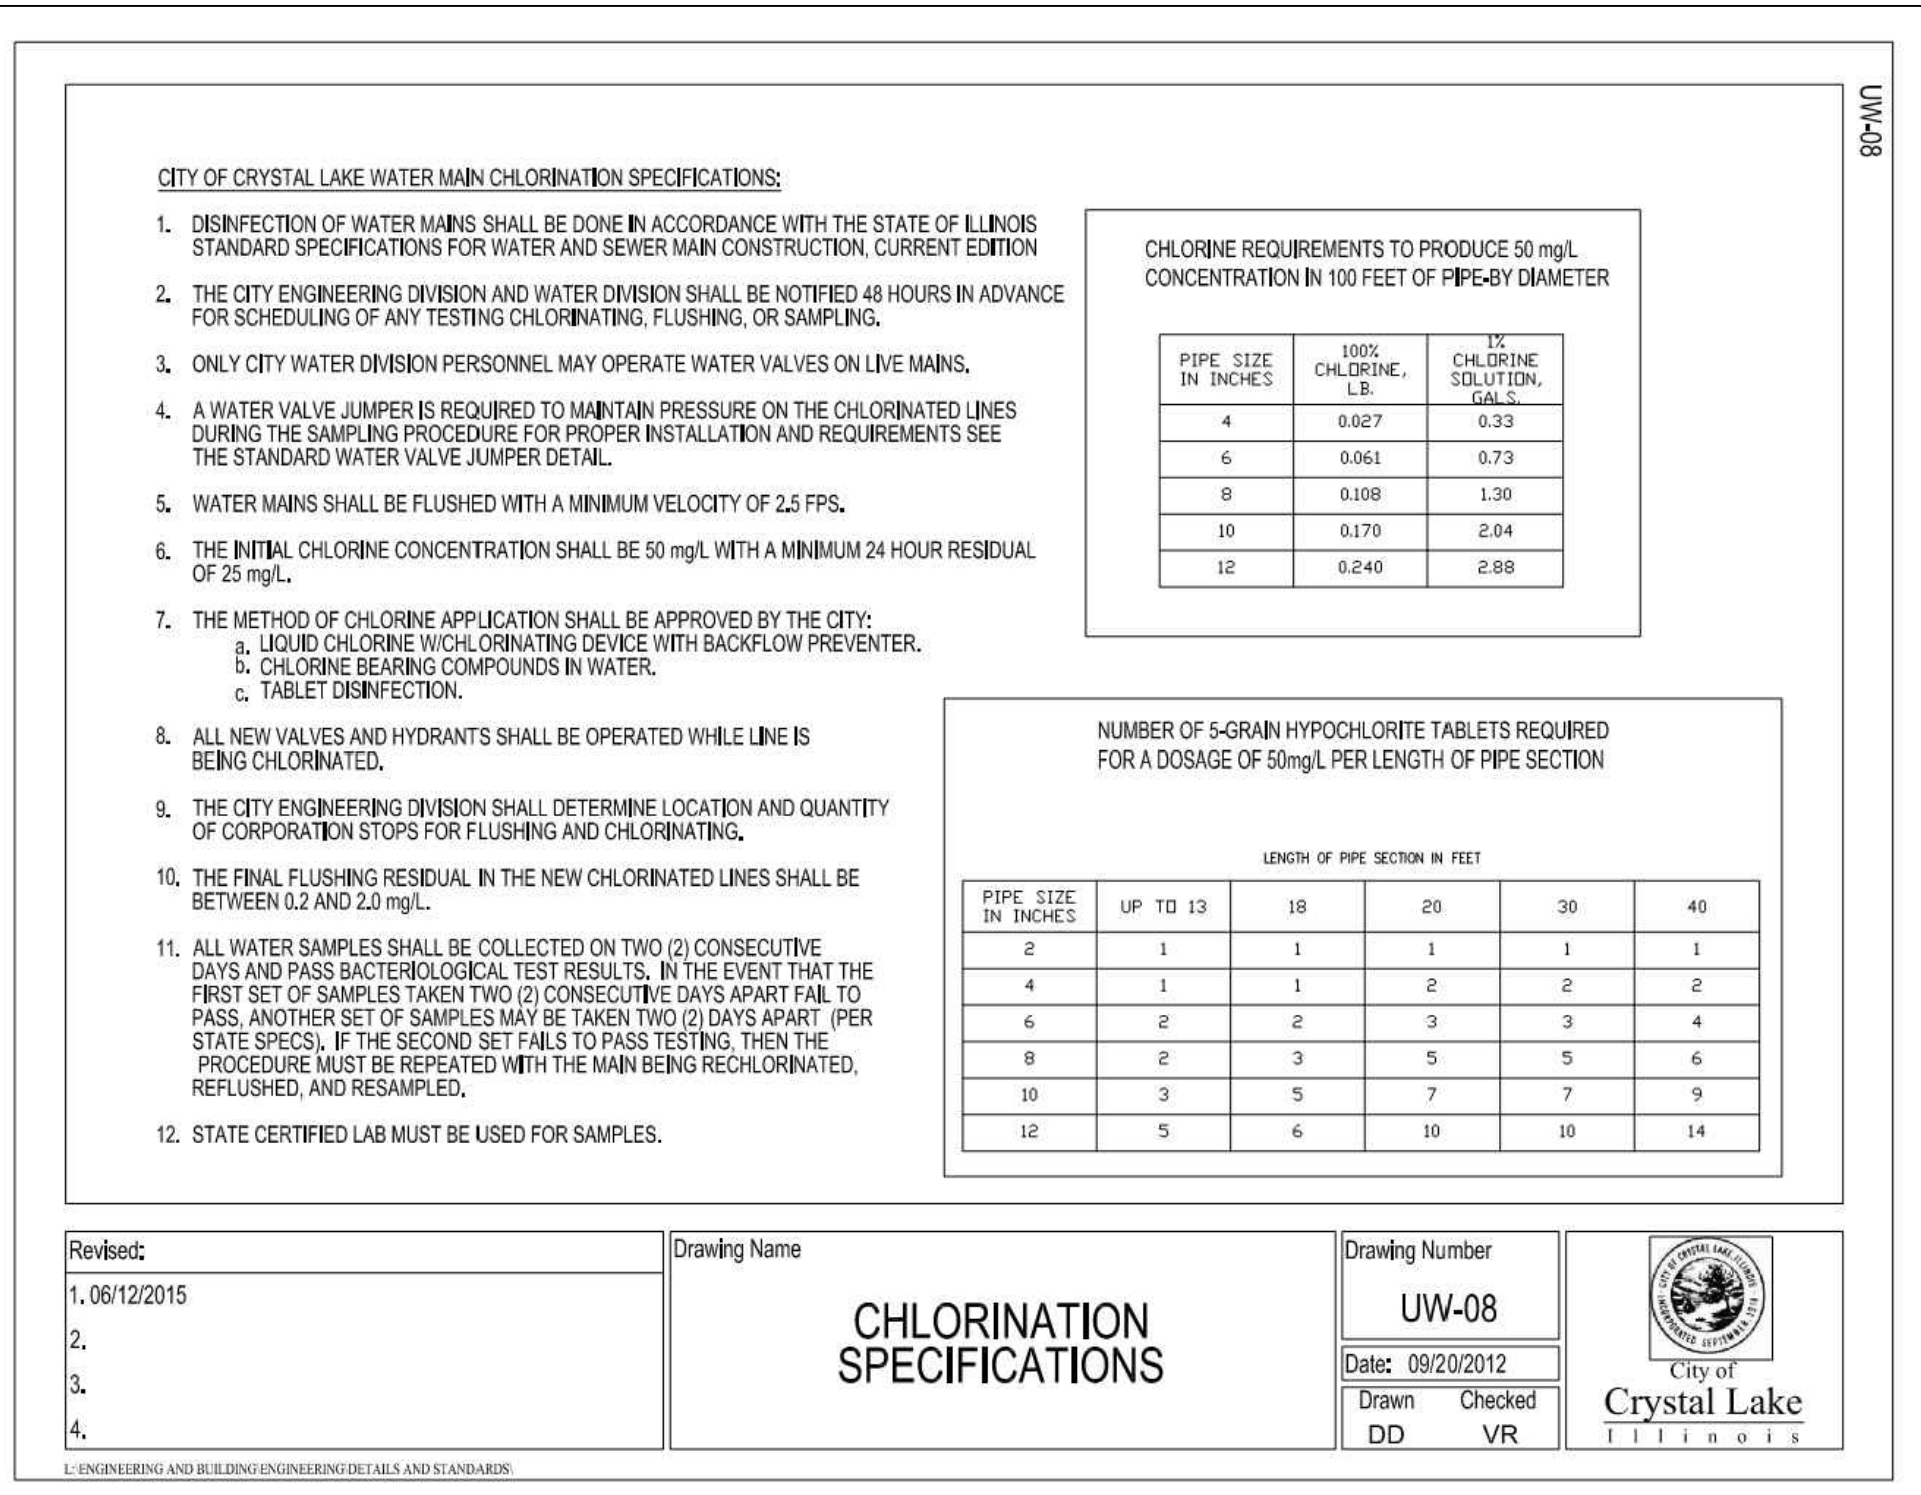 UW-08
CITY OF CRYSTAL LAKE WATER MAIN CHLORINATION SPECIFICATIONS:
1. DISINFECTION OF WATER MAINS SHALL BE DONE IN ACCORDANCE WITH THE STATE OF ILLINOIS
STANDARD SPECIFICATIONS FOR WATER AND SEWER MAIN CONSTRUCTION, CURRENT EDITION
2. THE CITY ENGINEERING DIVISION AND WATER DIVISION SHALL BE NOTIFIED 48 HOURS IN ADVANCE
FOR SCHEDULING OF ANY TESTING CHLORINATING, FLUSHING, OR SAMPLING.
3. ONLY CITY WATER DIVISION PERSONNEL MAY OPERATE WATER VALVES ON LIVE MAINS.
4. A WATER VALVE JUMPER IS REQUIRED TO MAINTAIN PRESSURE ON THE CHLORINATED LINES
DURING THE SAMPLING PROCEDURE FOR PROPER INSTALLATION AND REQUIREMENTS SEE
THE STANDARD WATER VALVE JUMPER DETAIL.
5. WATER MAINS SHALL BE FLUSHED WITH A MINIMUM VELOCITY OF 2.5 FPS.
6. THE INITIAL CHLORINE CONCENTRATION SHALL BE 50 mg/L WITH A MINIMUM 24 HOUR RESIDUAL
OF 25 mg/L.
7. THE METHOD OF CHLORINE APPLICATION SHALL BE APPROVED BY THE CITY:
a. LIQUID CHLORINE W/CHLORINATING DEVICE WITH BACKFLOW PREVENTER.
b. CHLORINE BEARING COMPOUNDS IN WATER.
c. TABLET DISINFECTION.
8. ALL NEW VALVES AND HYDRANTS SHALL BE OPERATED WHILE LINE IS
BEING CHLORINATED.
9. THE CITY ENGINEERING DIVISION SHALL DETERMINE LOCATION AND QUANTITY
OF CORPORATION STOPS FOR FLUSHING AND CHLORINATING.
10. THE FINAL FLUSHING RESIDUAL IN THE NEW CHLORINATED LINES SHALL BE
BETWEEN 0.2 AND 2.0 mg/L.
11. ALL WATER SAMPLES SHALL BE COLLECTED ON TWO (2) CONSECUTIVE
DAYS AND PASS BACTERIOLOGICAL TEST RESULTS. IN THE EVENT THAT THE
FIRST SET OF SAMPLES TAKEN TWO (2) CONSECUTIVE DAYS APART FAIL TO
PASS, ANOTHER SET OF SAMPLES MAY BE TAKEN TWO (2) DAYS APART (PER
STATE SPECS). IF THE SECOND SET FAILS TO PASS TESTING, THEN THE
PROCEDURE MUST BE REPEATED WITH THE MAIN BEING RECHLORINATED,
REFLUSHED, AND RESAMPLED.
12. STATE CERTIFIED LAB MUST BE USED FOR SAMPLES.
CHLORINE REQUIREMENTS TO PRODUCE 50 mg/L
CONCENTRATION IN 100 FEET OF PIPE-BY DIAMETER
PIPE SIZE IN INCHES 100% CHLORINE, LB. 1% CHLORINE SOLUTION, GALS.
4 0.027 0.33
6 0.061 0.73
8 0.108 1.30
10 0.170 2.04
12 0.240 2.88
NUMBER OF 5-GRAIN HYPOCHLORITE TABLETS REQUIRED
FOR A DOSAGE OF 50mg/L PER LENGTH OF PIPE SECTION
LENGTH OF PIPE SECTION IN FEET
PIPE SIZE IN INCHES UP TO 13 18 20 30 40
2 1 1 1 1 1
4 1 1 2 2 2
6 2 2 3 3 4
8 2 3 5 5 6
10 3 5 7 7 9
12 5 6 10 10 14
Revised:
1. 06/12/2015
2.
3.
4.
Drawing Name
CHLORINATION
SPECIFICATIONS
Drawing Number
UW-08
Date: 09/20/2012
Drawn Checked
DD VR
CITY OF CRYSTAL LAKE, ILLINOIS
INCORPORATED SEPTEMBER, 1914
City of
Crystal Lake
Illinois
L:\ENGINEERING AND BUILDING\ENGINEERING\DETAILS AND STANDARDS\